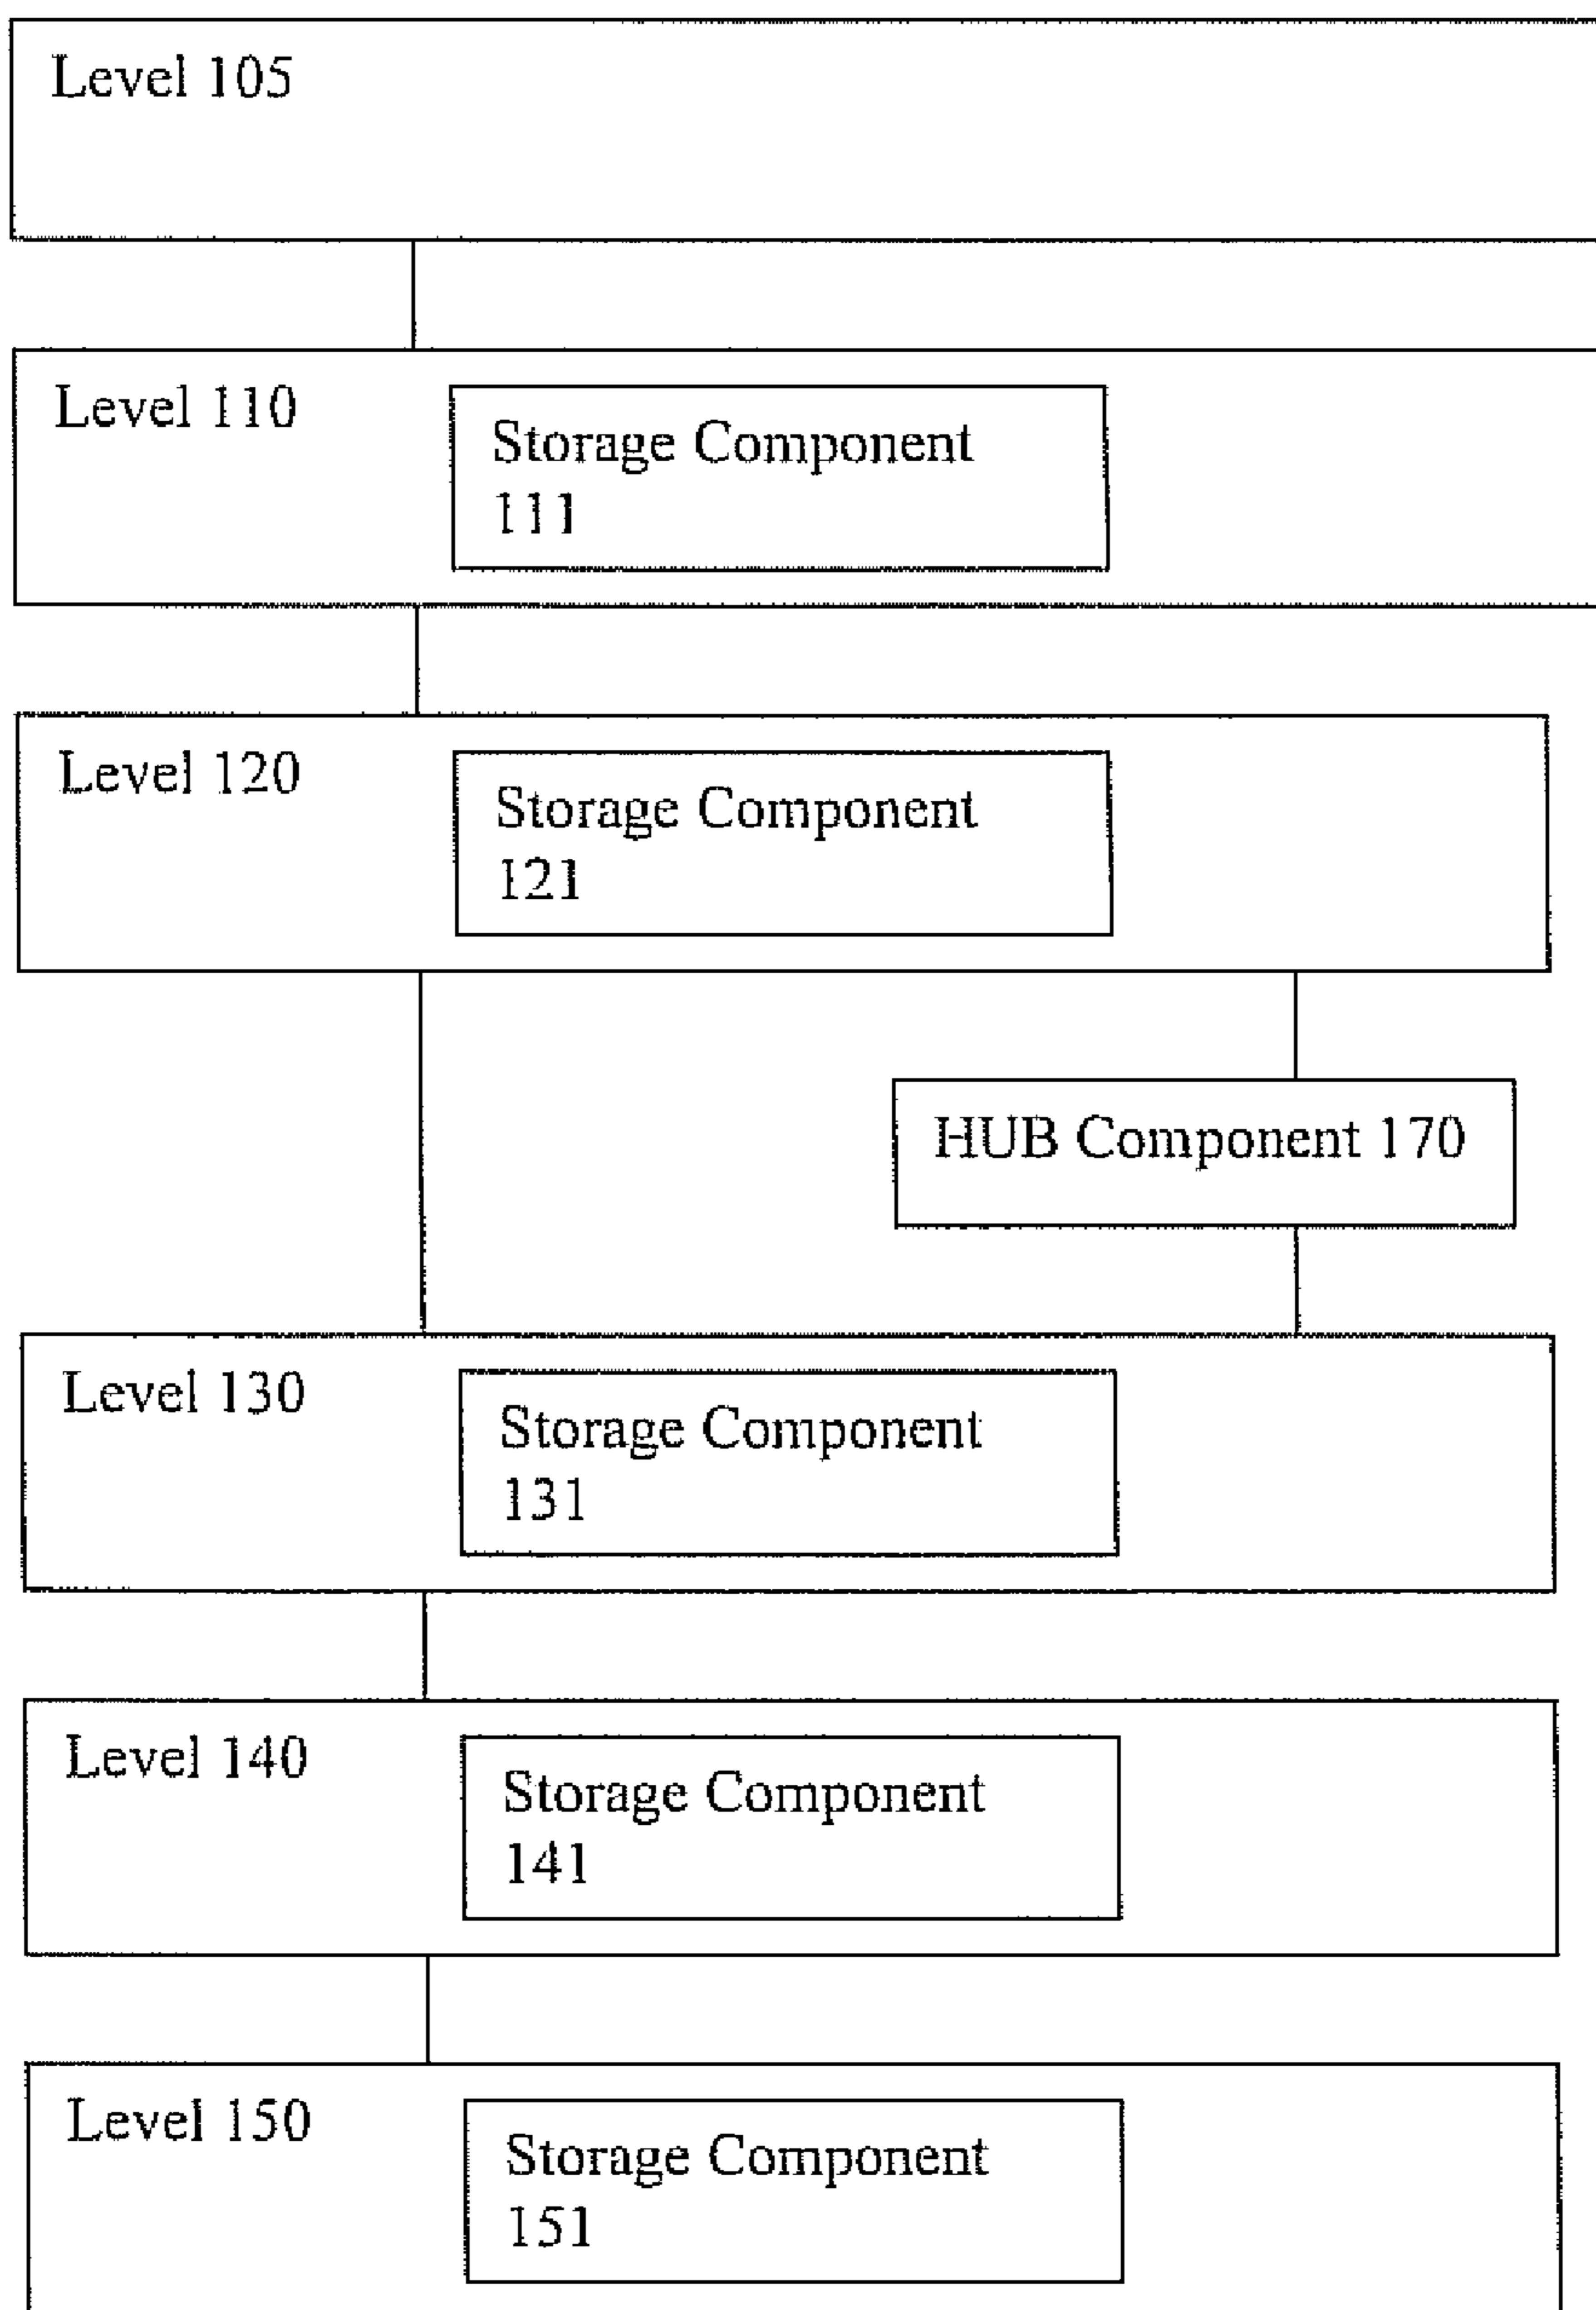 Level 105
Level 110
Storage Component
111
Level 120
Storage Component
121
HUB Component 170
Level 130
Storage Component
131
Level 140
Storage Component
141
Level 150
Storage Component
151